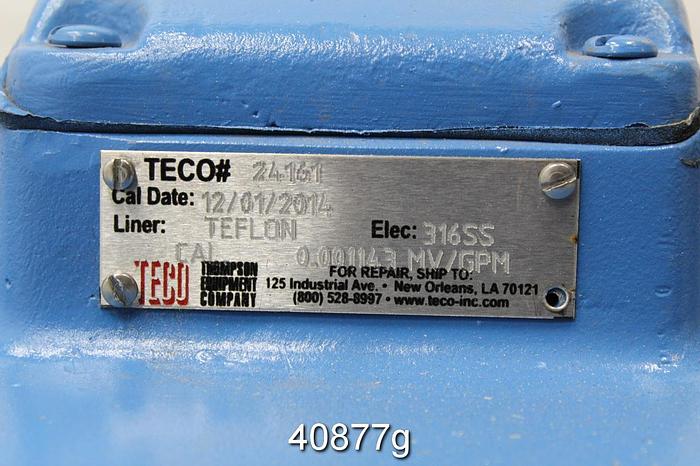 TECO# 24161
Cal Date: 12/01/2014
Liner: TEFLON Elec: 316SS
CAL 0.001143 MV/GPM
TECO THOMPSON EQUIPMENT COMPANY
FOR REPAIR, SHIP TO:
125 Industrial Ave. • New Orleans, LA 70121
(800) 528-8997 • www.teco-inc.com
40877g